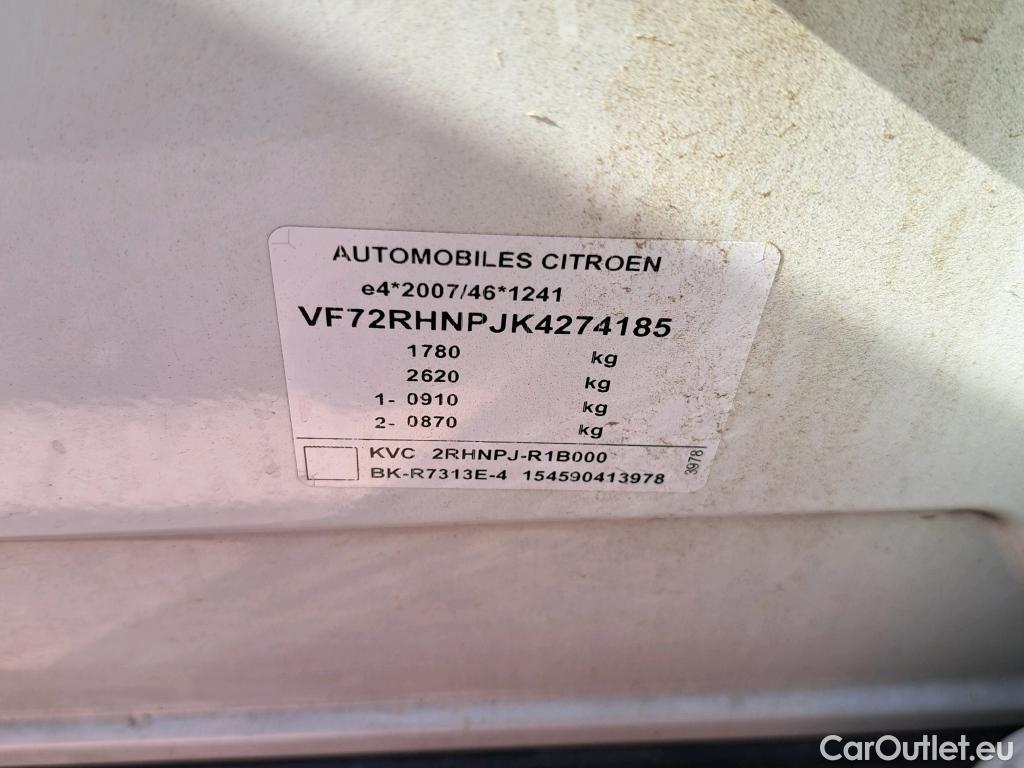 AUTOMOBILES CITROEN
e4*2007/46*1241
VF72RHNPJK4274185
1780 kg
2620 kg
1- 0910 kg
2- 0870 kg
KVC 2RHNPJ-R1B000
BK-R7313E-4 154590413978
3978
CarOutlet.eu